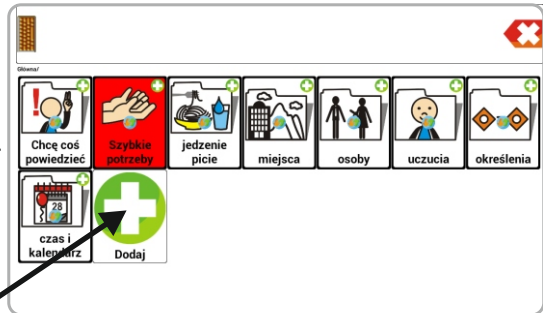 Główna/
Chcę coś
powiedzieć
Szybkie
potrzeby
jedzenie
picie
miejsca
osoby
uczucia
określenia
28
czas i
kalendarz
Dodaj